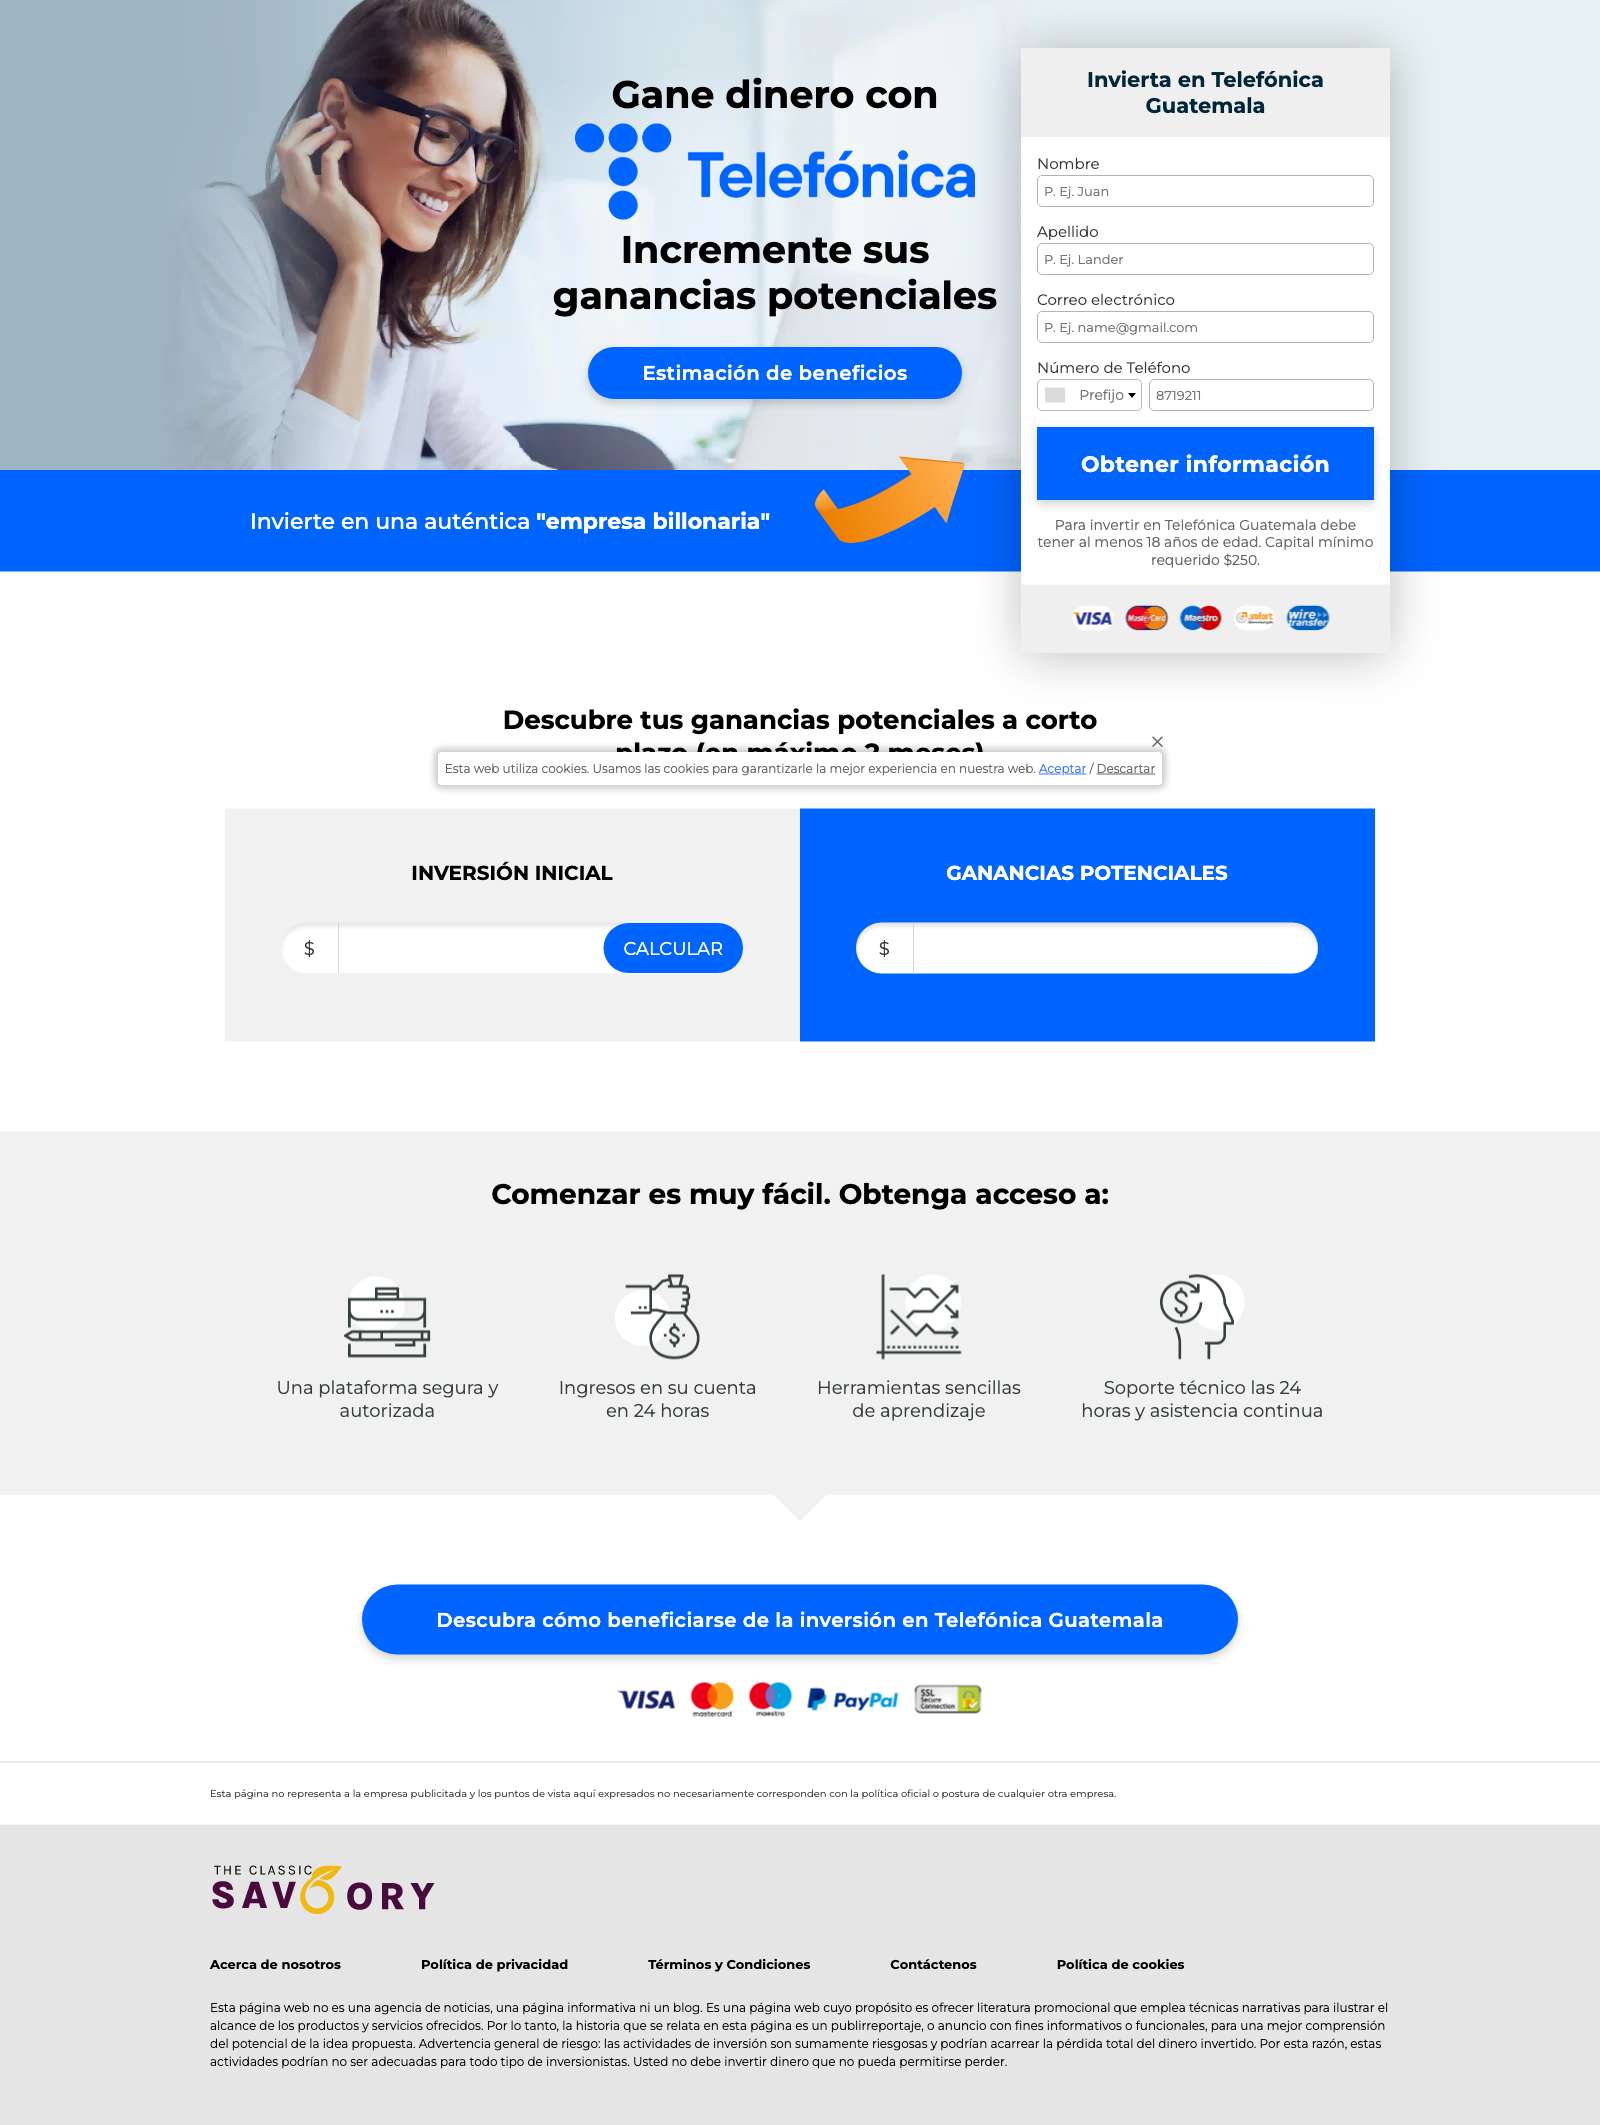 Gane dinero con
Telefónica
Incremente sus
ganancias potenciales
Estimación de beneficios
Invierte en una auténtica "empresa billonaria"
Invierta en Telefónica
Guatemala
Nombre
P. Ej. Juan
Apellido
P. Ej. Lander
Correo electrónico
P. Ej. name@gmail.com
Número de Teléfono
Prefijo 8719211
Obtener información
Para invertir en Telefónica Guatemala debe
tener al menos 18 años de edad. Capital mínimo
requerido $250.
VISA MasterCard Maestro sofort wire transfer
Descubre tus ganancias potenciales a corto
plazo (en máximo 2 meses)
Esta web utiliza cookies. Usamos las cookies para garantizarle la mejor experiencia en nuestra web. Aceptar / Descartar
INVERSIÓN INICIAL
$ CALCULAR
GANANCIAS POTENCIALES
$
Comenzar es muy fácil. Obtenga acceso a:
Una plataforma segura y
autorizada
Ingresos en su cuenta
en 24 horas
Herramientas sencillas
de aprendizaje
Soporte técnico las 24
horas y asistencia continua
Descubra cómo beneficiarse de la inversión en Telefónica Guatemala
VISA mastercard maestro PayPal SSL Secure Connection
Esta página no representa a la empresa publicitada y los puntos de vista aquí expresados no necesariamente corresponden con la política oficial o postura de cualquier otra empresa.
THE CLASSIC
SAVOORY
Acerca de nosotros Política de privacidad Términos y Condiciones Contáctenos Política de cookies
Esta página web no es una agencia de noticias, una página informativa ni un blog. Es una página web cuyo propósito es ofrecer literatura promocional que emplea técnicas narrativas para ilustrar el
alcance de los productos y servicios ofrecidos. Por lo tanto, la historia que se relata en esta página es un publirreportaje, o anuncio con fines informativos o funcionales, para una mejor comprensión
del potencial de la idea propuesta. Advertencia general de riesgo: las actividades de inversión son sumamente riesgosas y podrían acarrear la pérdida total del dinero invertido. Por esta razón, estas
actividades podrían no ser adecuadas para todo tipo de inversionistas. Usted no debe invertir dinero que no pueda permitirse perder.